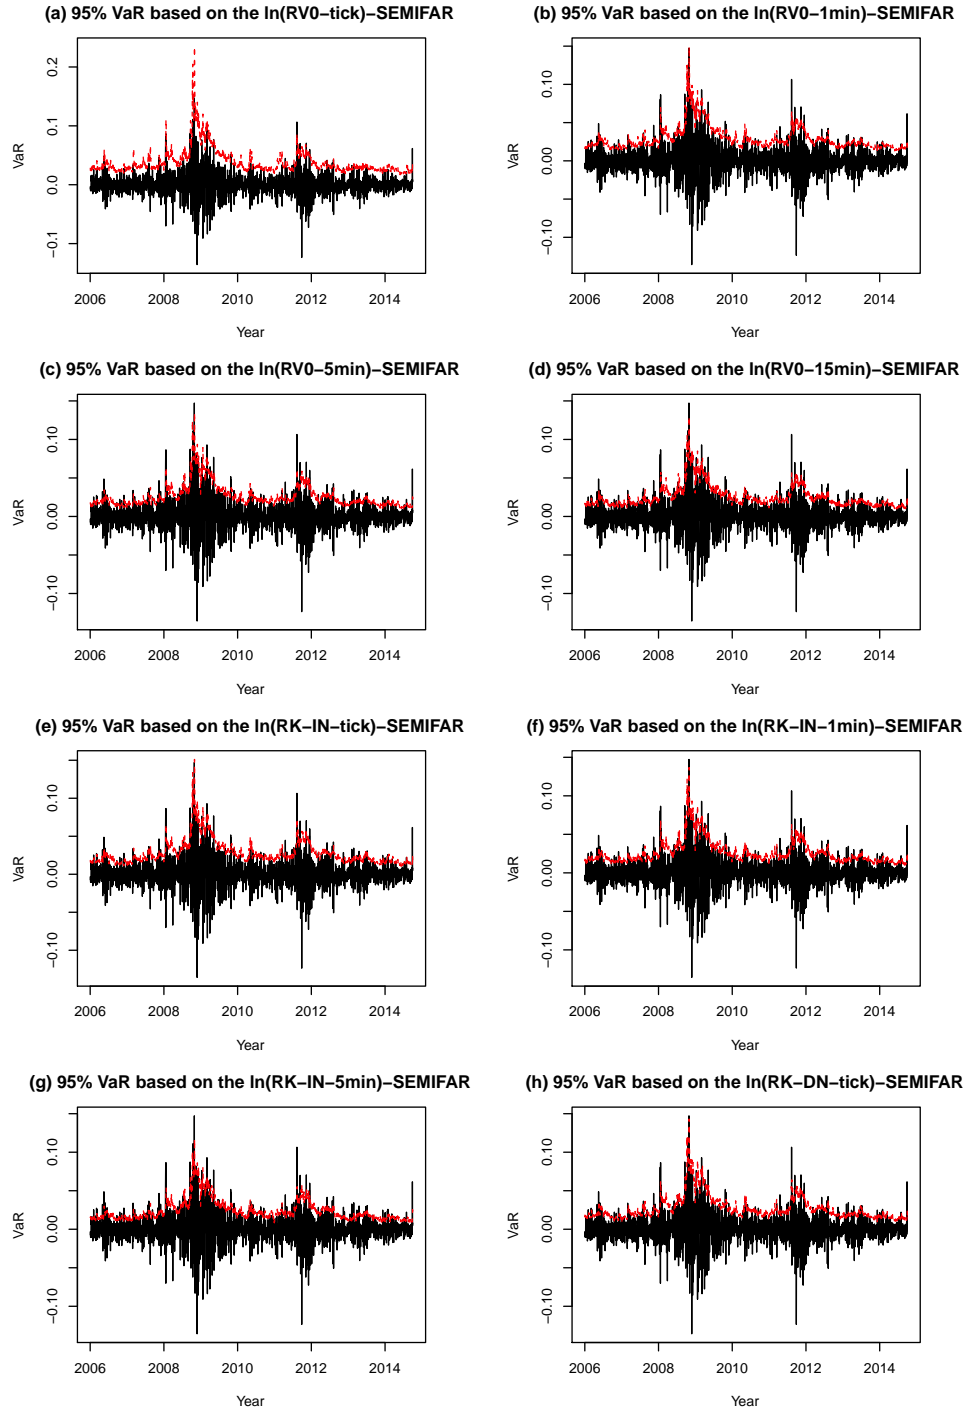 (a) 95% VaR based on the ln(RV0−tick)−SEMIFAR
VaR
0.2
0.1
0.0
−0.1
2006 2008 2010 2012 2014
Year
(b) 95% VaR based on the ln(RV0−1min)−SEMIFAR
VaR
0.10
0.00
−0.10
2006 2008 2010 2012 2014
Year
(c) 95% VaR based on the ln(RV0−5min)−SEMIFAR
VaR
0.10
0.00
−0.10
2006 2008 2010 2012 2014
Year
(d) 95% VaR based on the ln(RV0−15min)−SEMIFAR
VaR
0.10
0.00
−0.10
2006 2008 2010 2012 2014
Year
(e) 95% VaR based on the ln(RK−IN−tick)−SEMIFAR
VaR
0.10
0.00
−0.10
2006 2008 2010 2012 2014
Year
(f) 95% VaR based on the ln(RK−IN−1min)−SEMIFAR
VaR
0.10
0.00
−0.10
2006 2008 2010 2012 2014
Year
(g) 95% VaR based on the ln(RK−IN−5min)−SEMIFAR
VaR
0.10
0.00
−0.10
2006 2008 2010 2012 2014
Year
(h) 95% VaR based on the ln(RK−DN−tick)−SEMIFAR
VaR
0.10
0.00
−0.10
2006 2008 2010 2012 2014
Year